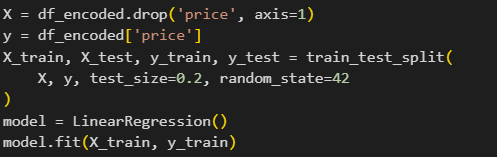 X = df_encoded.drop('price', axis=1)
y = df_encoded['price']
X_train, X_test, y_train, y_test = train_test_split(
    X, y, test_size=0.2, random_state=42
)
model = LinearRegression()
model.fit(X_train, y_train)